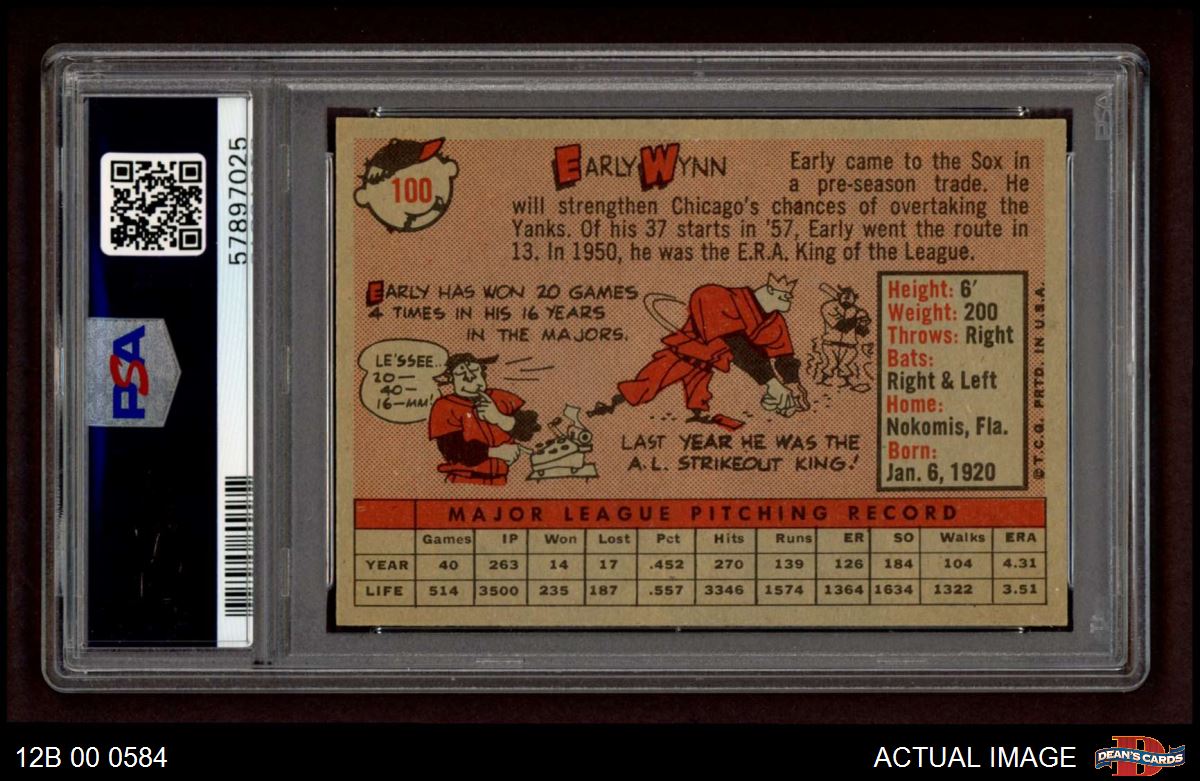 57897025
PSA
100
EARLY WYNN
Early came to the Sox in
a pre-season trade. He
will strengthen Chicago's chances of overtaking the
Yanks. Of his 37 starts in '57, Early went the route in
13. In 1950, he was the E.R.A. King of the League.
EARLY HAS WON 20 GAMES
4 TIMES IN HIS 16 YEARS
IN THE MAJORS.
LE'SSEE..
20—
40—
16—MM!
LAST YEAR HE WAS THE
A.L. STRIKEOUT KING!
Height: 6'
Weight: 200
Throws: Right
Bats:
Right & Left
Home:
Nokomis, Fla.
Born:
Jan. 6, 1920
©T.C.G. PRTD. IN U.S.A.
MAJOR LEAGUE PITCHING RECORD
Games IP Won Lost Pct Hits Runs ER SO Walks ERA
YEAR 40 263 14 17 .452 270 139 126 184 104 4.31
LIFE 514 3500 235 187 .557 3346 1574 1364 1634 1322 3.51
12B 00 0584
ACTUAL IMAGE
D
DEAN'S CARDS